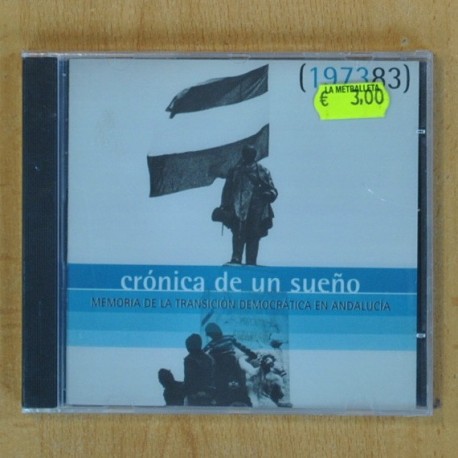 (197383)
LA METRALLETA
€ 3,00
crónica de un sueño
MEMORIA DE LA TRANSICIÓN DEMOCRÁTICA EN ANDALUCÍA